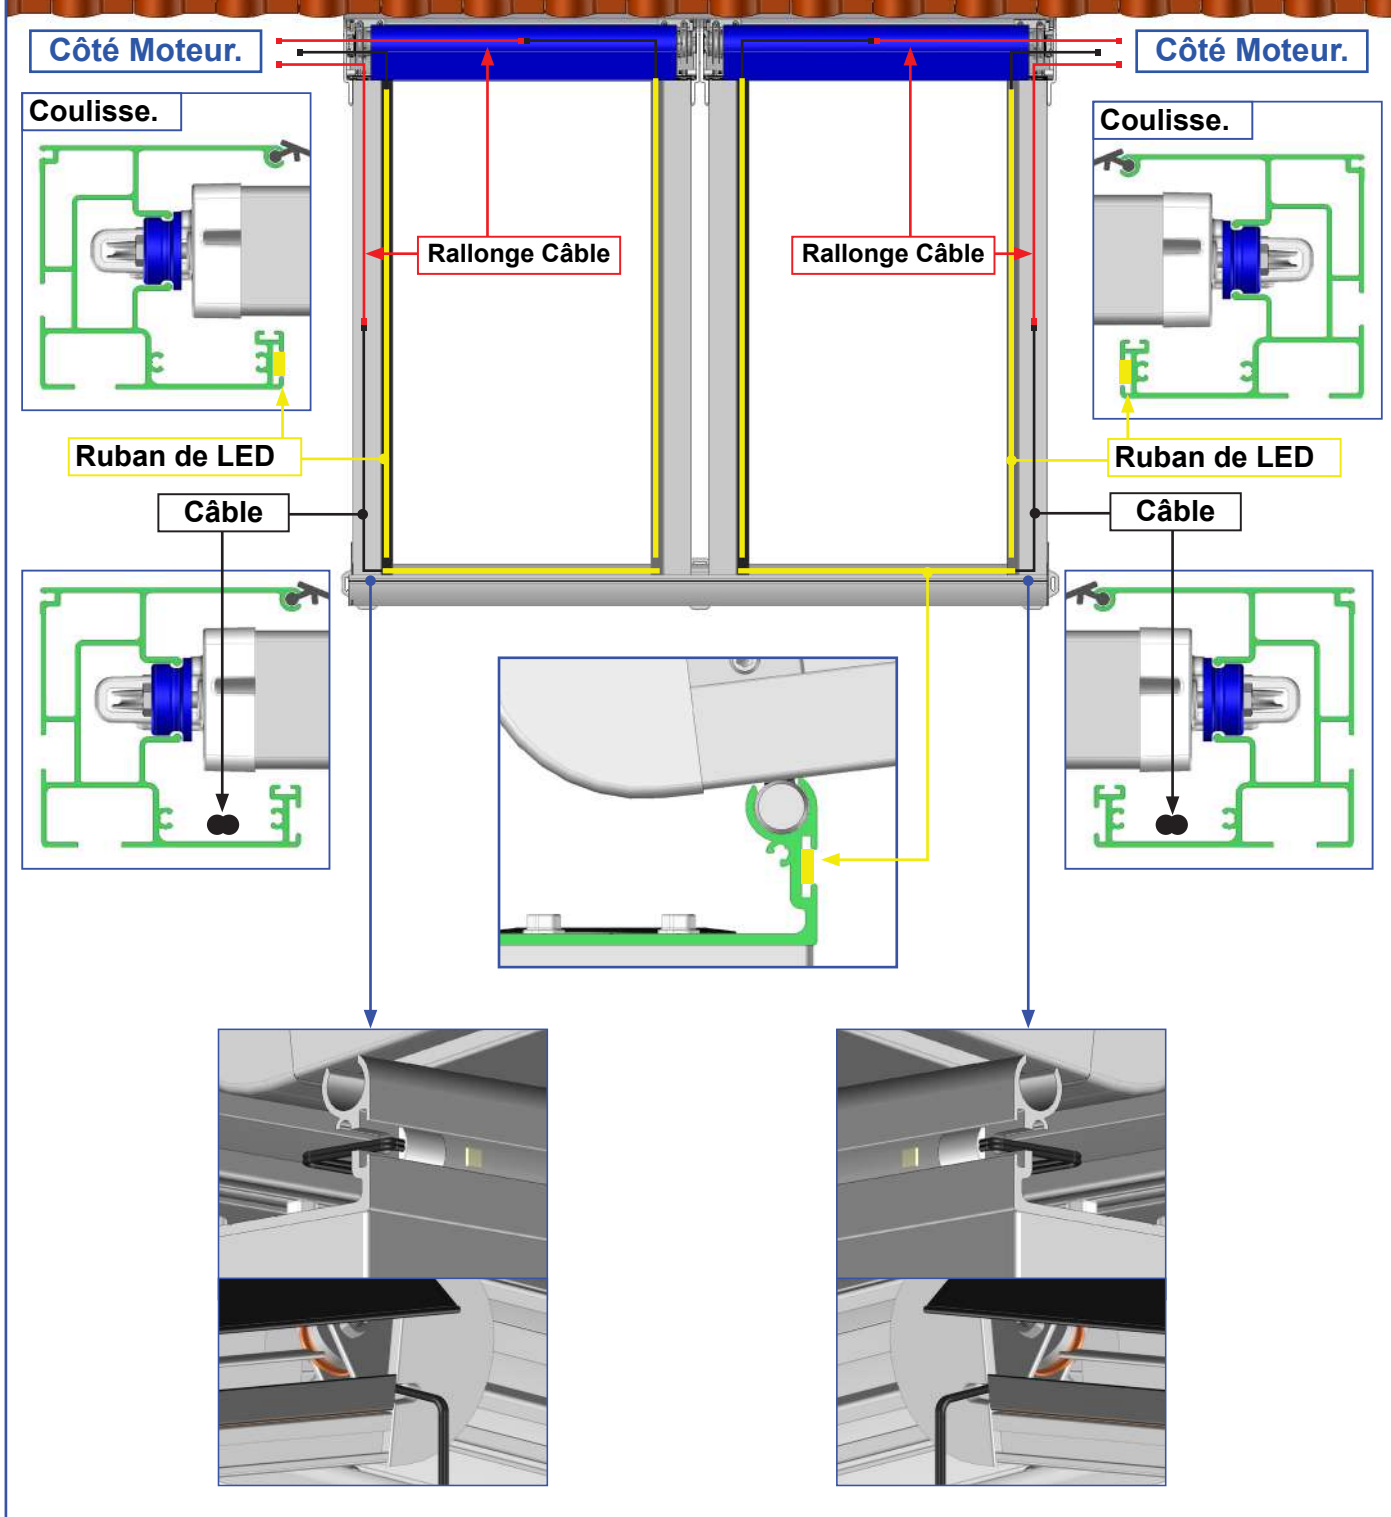 Côté Moteur.
Côté Moteur.
Coulisse.
Coulisse.
Rallonge Câble
Rallonge Câble
Ruban de LED
Ruban de LED
Câble
Câble